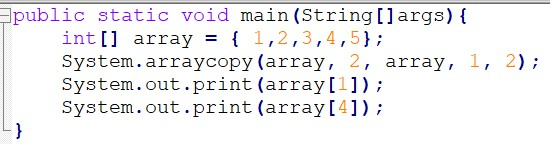 public static void main(String[]args){
int[] array = { 1,2,3,4,5};
System.arraycopy(array, 2, array, 1, 2);
System.out.print(array[1]);
System.out.print(array[4]);
}